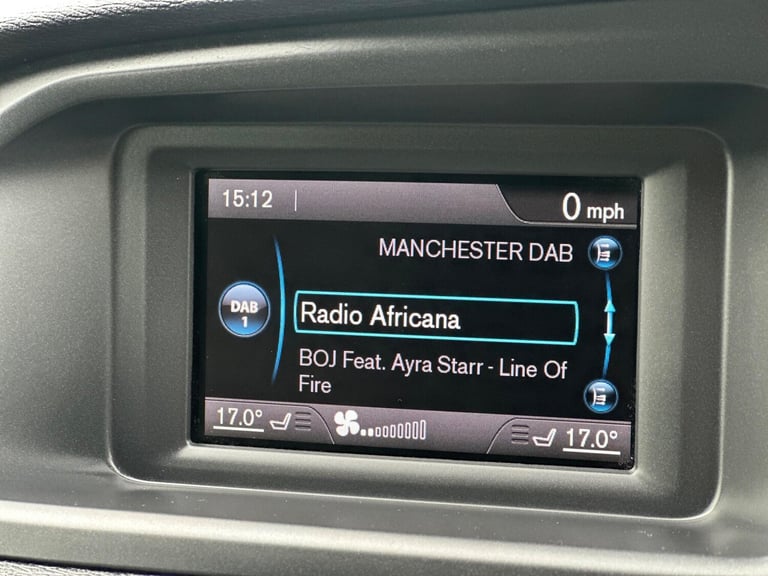 15:12
0 mph
MANCHESTER DAB
DAB
1
Radio Africana
BOJ Feat. Ayra Starr - Line Of
Fire
17.0°
17.0°